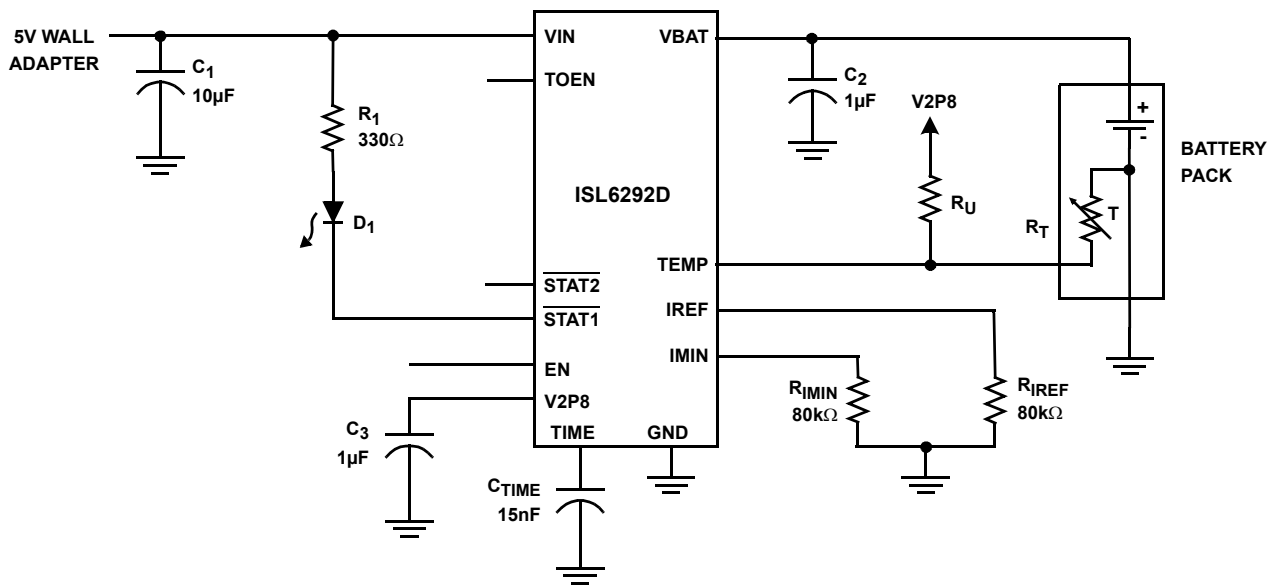 5V WALL
ADAPTER
C1
10µF
R1
330Ω
D1
VIN
TOEN
STAT2
STAT1
EN
V2P8
TIME
GND
ISL6292D
VBAT
TEMP
IREF
IMIN
C3
1µF
CTIME
15nF
C2
1µF
V2P8
RU
RT
T
+
-
BATTERY
PACK
RIMIN
80kΩ
RIREF
80kΩ